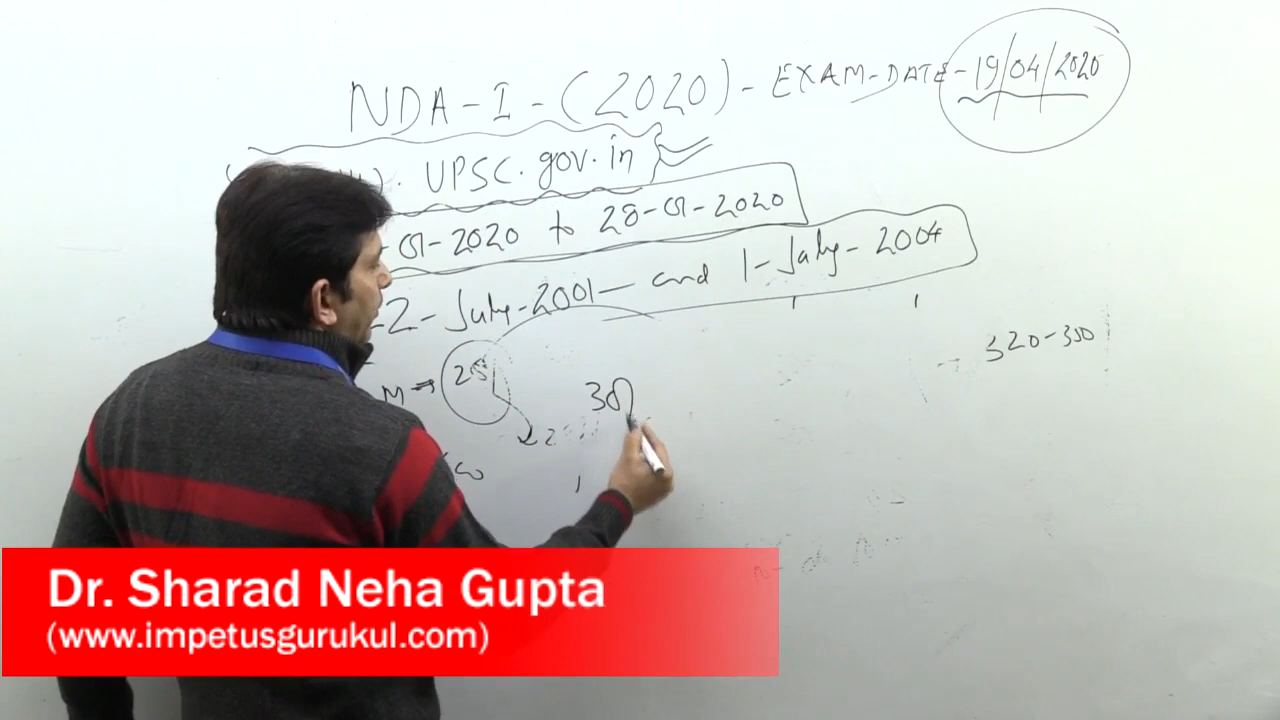 NDA-I-(2020)- EXAM-DATE-19/04/2020
UPSC.gov.in
-01-2020 to 28-01-2020
-2-July-2001- and 1-July-2004
320-350
M → 25
30
Dr. Sharad Neha Gupta
(www.impetusgurukul.com)